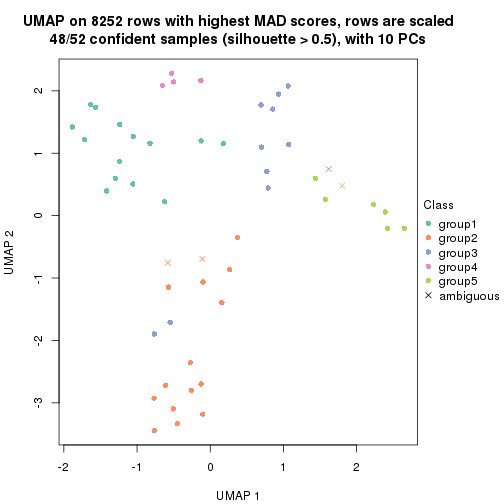 UMAP on 8252 rows with highest MAD scores, rows are scaled
48/52 confident samples (silhouette > 0.5), with 10 PCs
2
1
0
-1
-2
-3
UMAP 2
-2
-1
0
1
2
UMAP 1
Class
group1
group2
group3
group4
group5
ambiguous